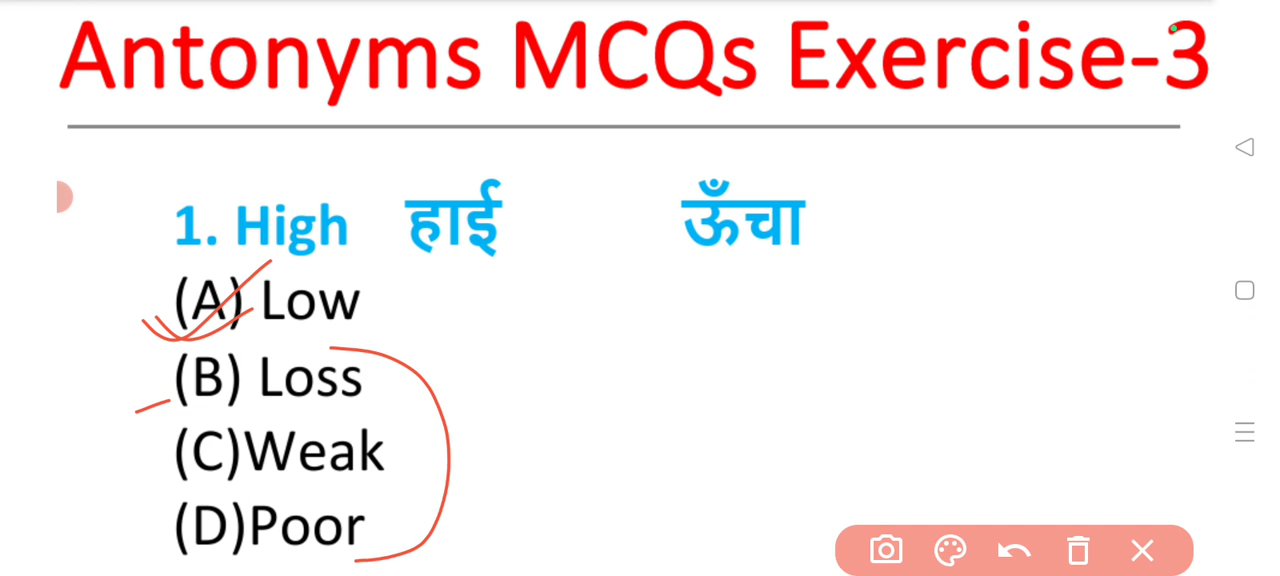 Antonyms MCQs Exercise-3
1. High हाई ऊँचा
(A) Low
(B) Loss
(C)Weak
(D)Poor